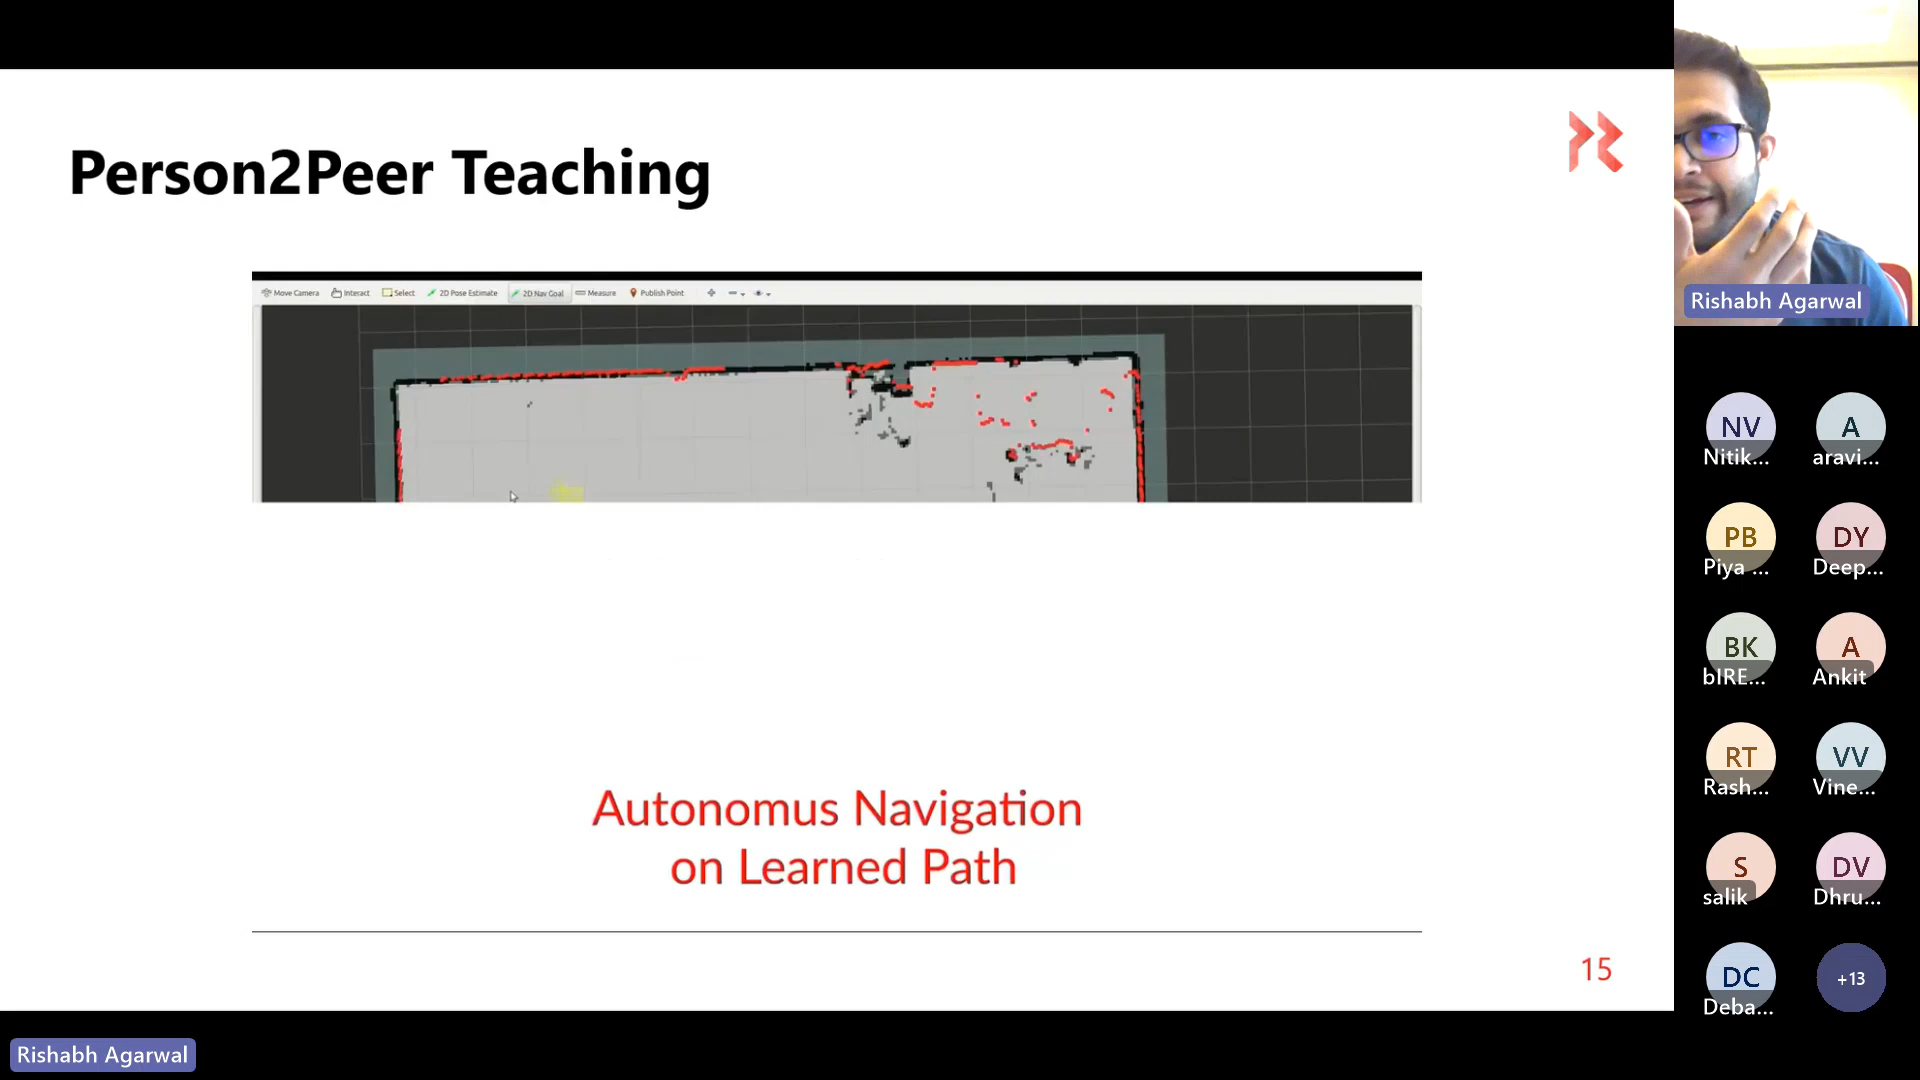 Person2Peer Teaching
Move Camera Interact Select 2D Pose Estimate 2D Nav Goal Measure Publish Point
Autonomus Navigation
on Learned Path
15
Rishabh Agarwal
NV A
Nitik... aravi...
PB DY
Piya ... Deep...
BK A
bIRE... Ankit
RT VV
Rash... Vine...
S DV
salik Dhru...
DC +13
Deba...
Rishabh Agarwal